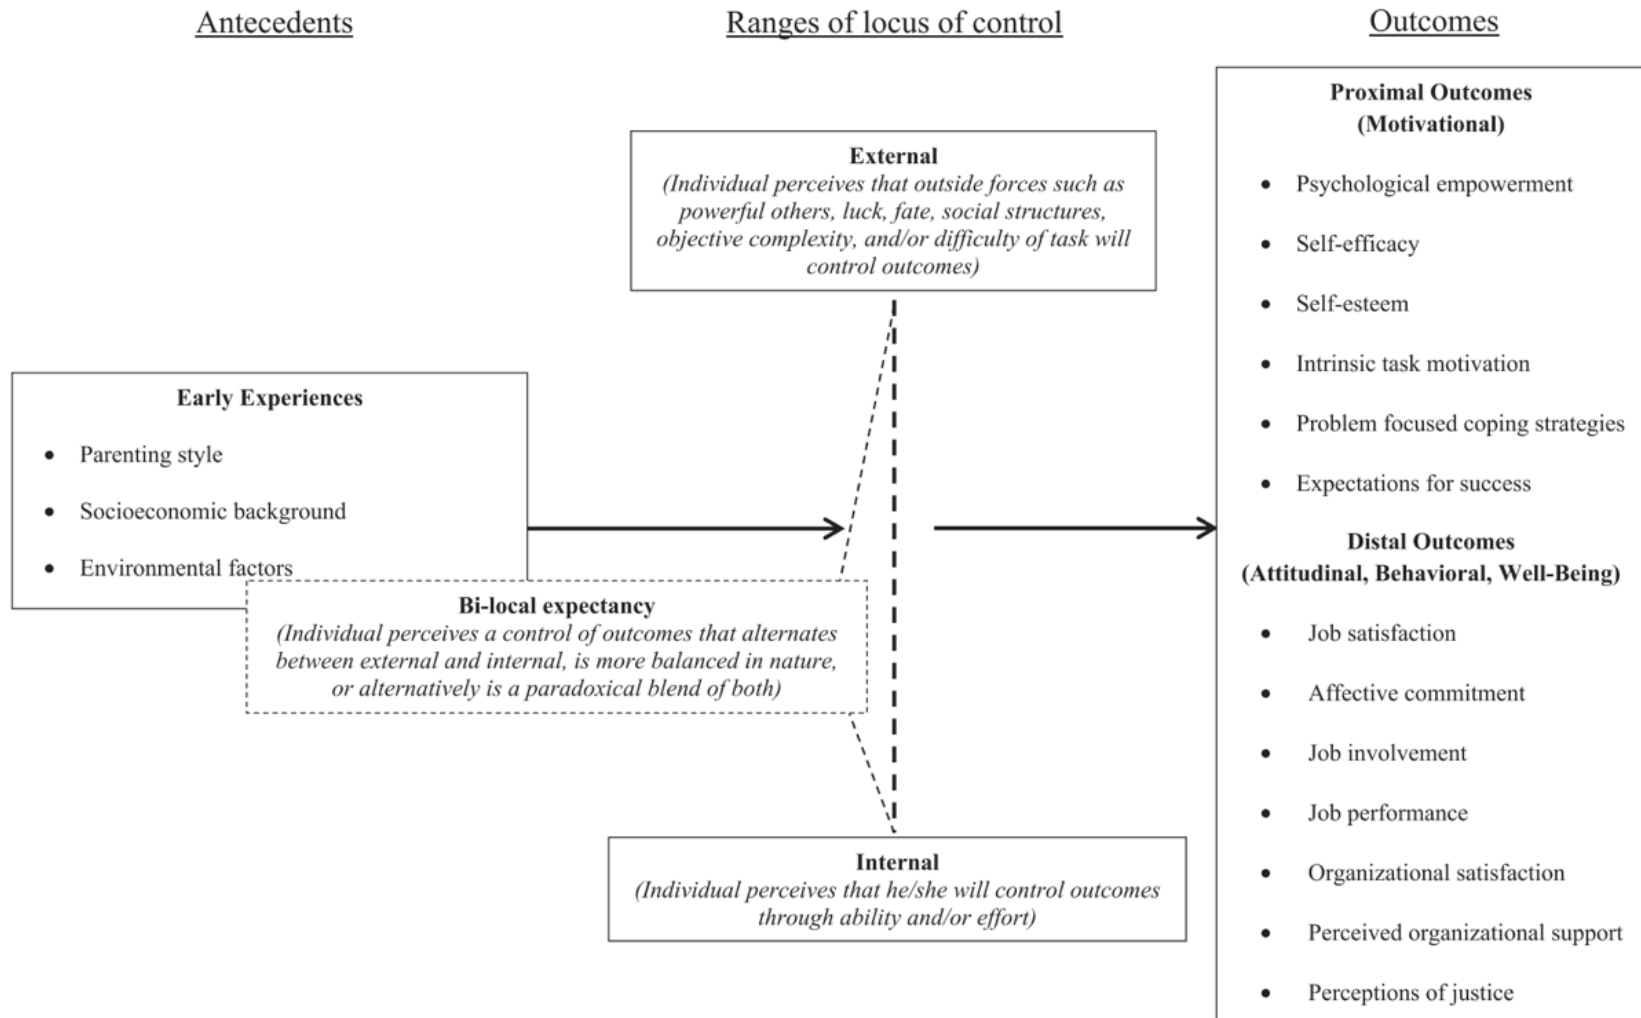 Antecedents
Ranges of locus of control
Outcomes
Early Experiences
• Parenting style
• Socioeconomic background
• Environmental factors
External
(Individual perceives that outside forces such as
powerful others, luck, fate, social structures,
objective complexity, and/or difficulty of task will
control outcomes)
Bi-local expectancy
(Individual perceives a control of outcomes that alternates
between external and internal, is more balanced in nature,
or alternatively is a paradoxical blend of both)
Internal
(Individual perceives that he/she will control outcomes
through ability and/or effort)
Proximal Outcomes
(Motivational)
• Psychological empowerment
• Self-efficacy
• Self-esteem
• Intrinsic task motivation
• Problem focused coping strategies
• Expectations for success
Distal Outcomes
(Attitudinal, Behavioral, Well-Being)
• Job satisfaction
• Affective commitment
• Job involvement
• Job performance
• Organizational satisfaction
• Perceived organizational support
• Perceptions of justice